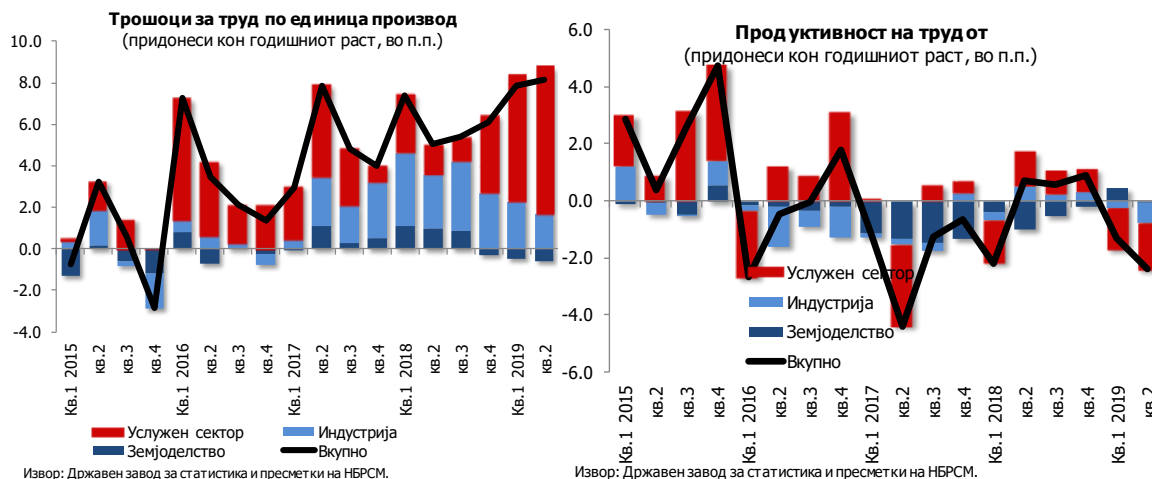 Трошоци за труд по единица производ
(придонеси кон годишниот раст, во п.п.)
10.0
8.0
6.0
4.0
2.0
0.0
-2.0
-4.0
Кв.1 2015
кв.2
кв.3
кв.4
Кв.1 2016
кв.2
кв.3
кв.4
Кв.1 2017
кв.2
кв.3
кв.4
Кв.1 2018
кв.2
кв.3
кв.4
Кв.1 2019
кв.2
Услужен сектор
Индустрија
Земјоделство
Вкупно
Извор: Државен завод за статистика и пресметки на НБРСМ.
Продуктивност на трудот
(придонеси кон годишниот раст, во п.п.)
6.0
4.0
2.0
0.0
-2.0
-4.0
-6.0
Услужен сектор
Индустрија
Земјоделство
Вкупно
Кв.1 2015
кв.2
кв.3
кв.4
Кв.1 2016
кв.2
кв.3
кв.4
Кв.1 2017
кв.2
кв.3
кв.4
Кв.1 2018
кв.2
кв.3
кв.4
Кв.1 2019
кв.2
Извор: Државен завод за статистика и пресметки на НБРСМ.